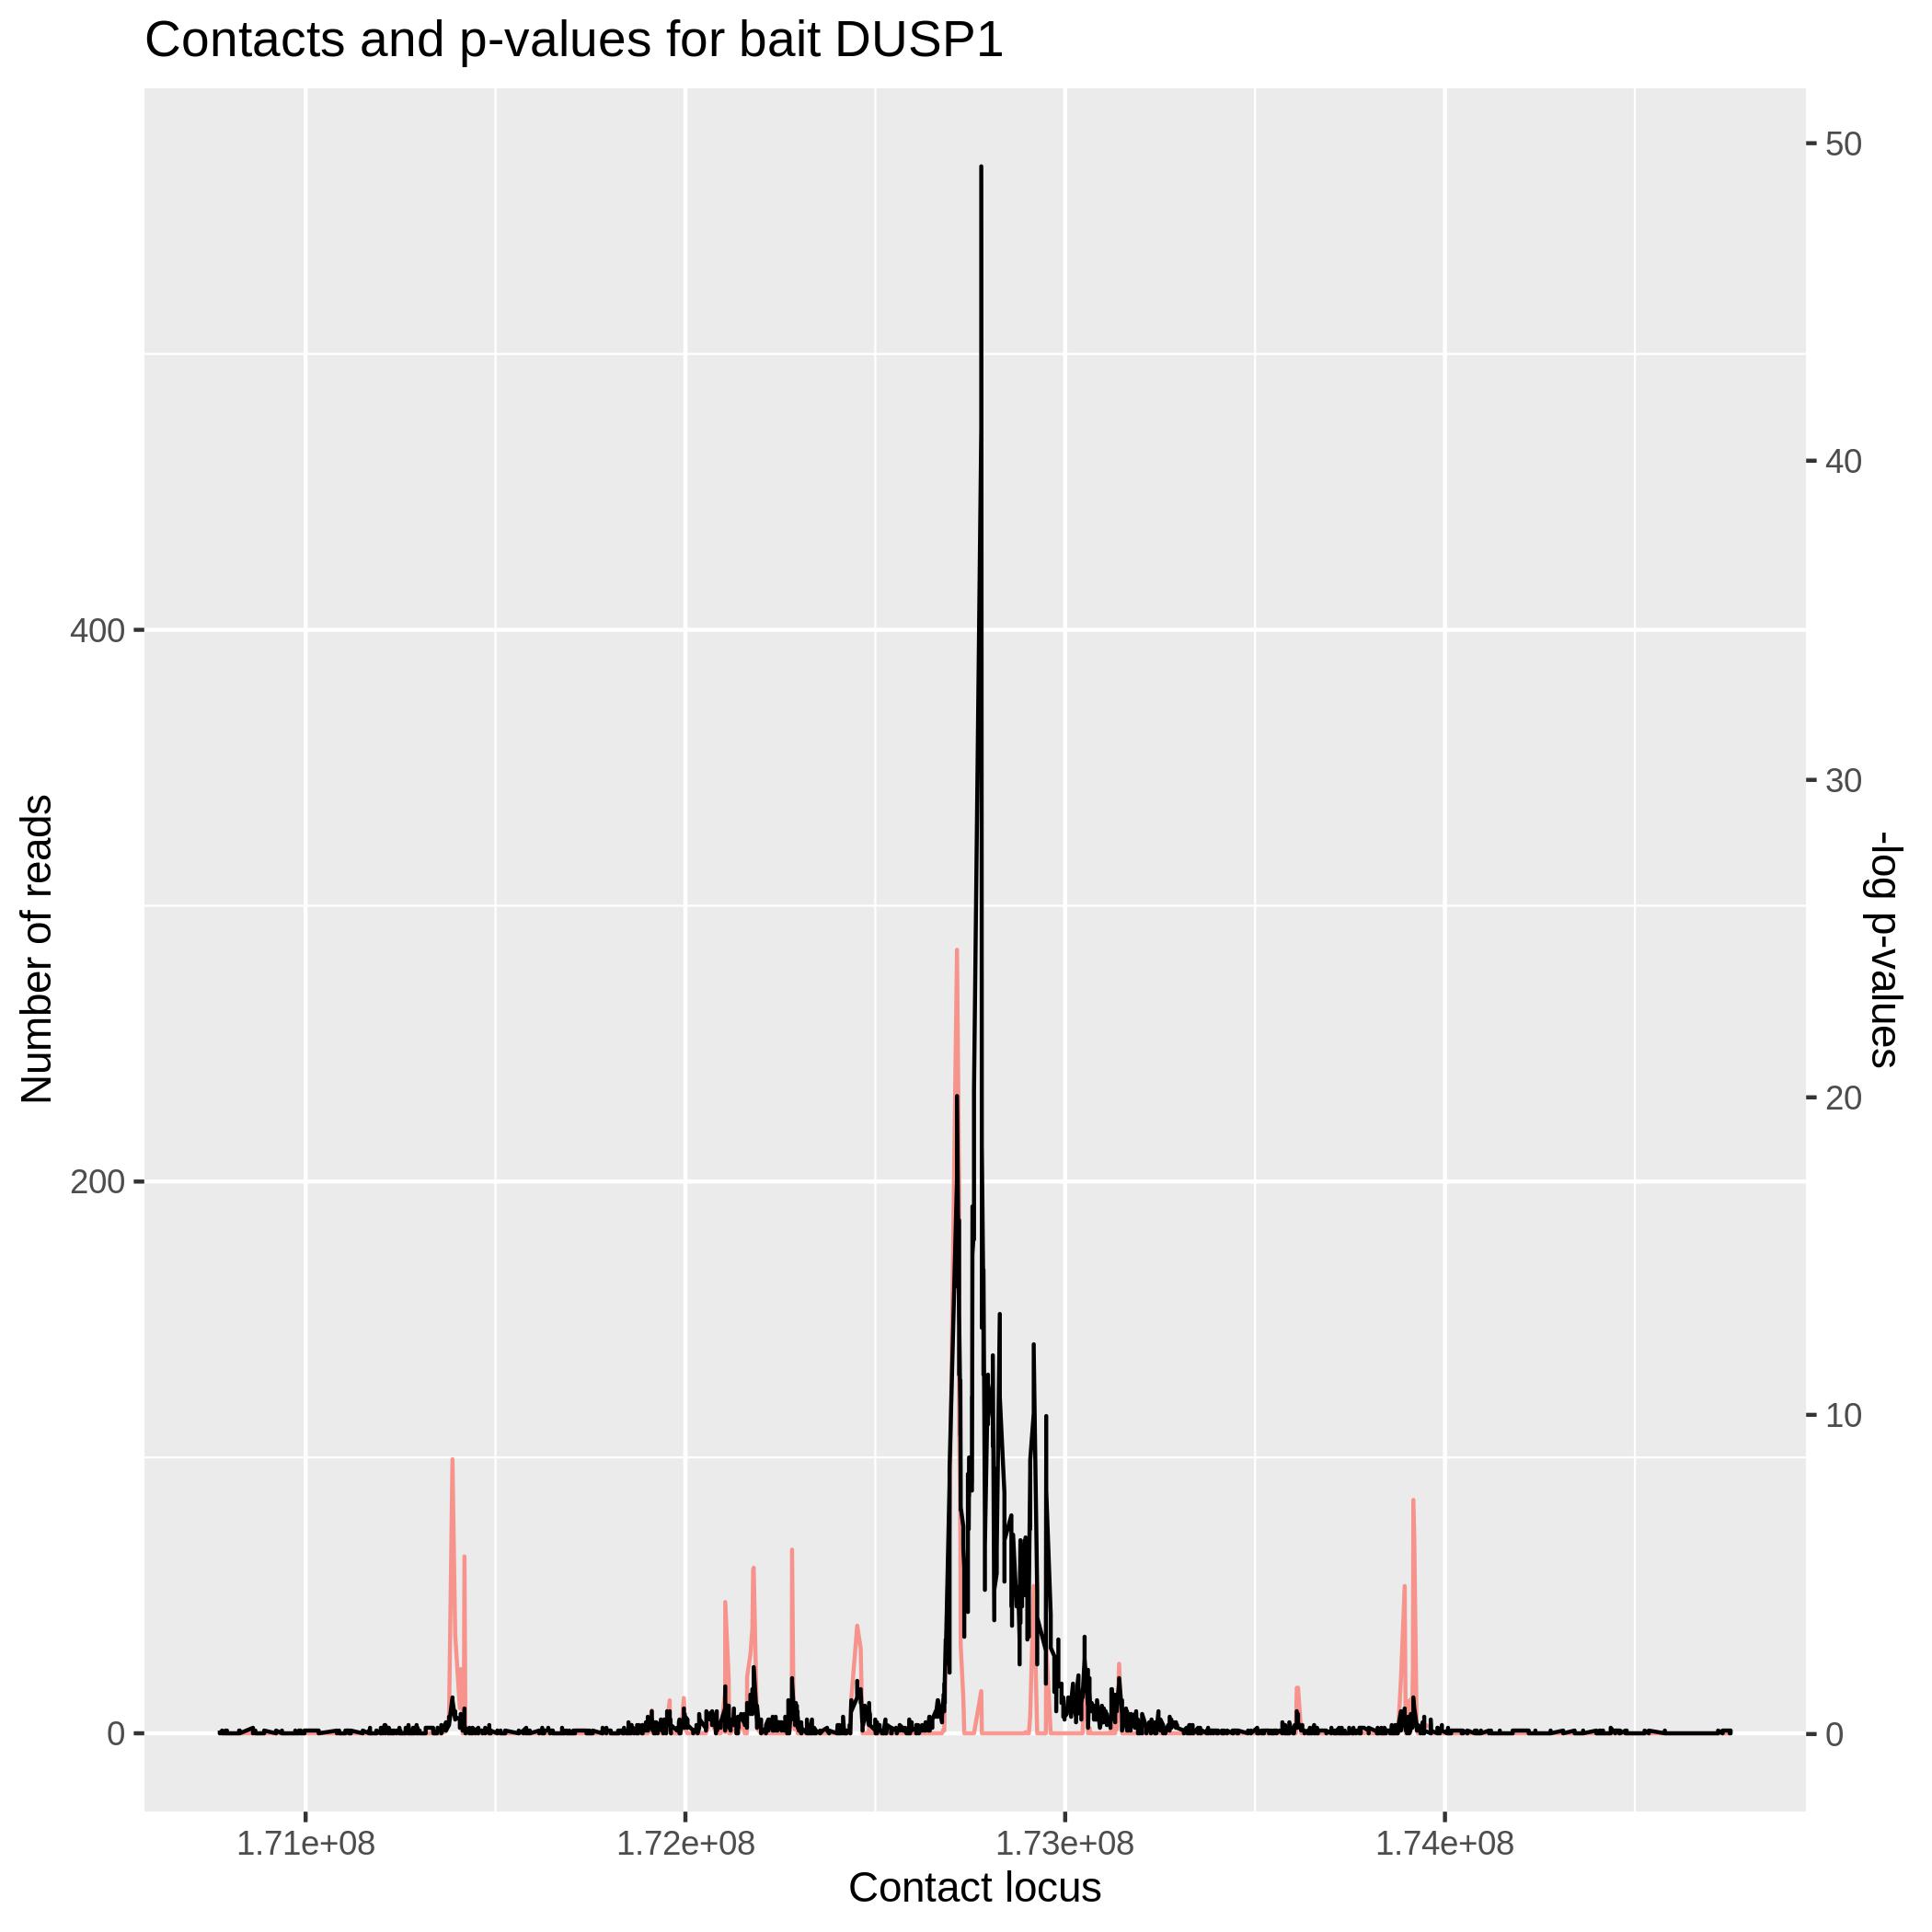 Contacts and p-values for bait DUSP1
Number of reads
400
200
0
50
40
30
20
10
0
-log p-values
1.71e+08
1.72e+08
1.73e+08
1.74e+08
Contact locus